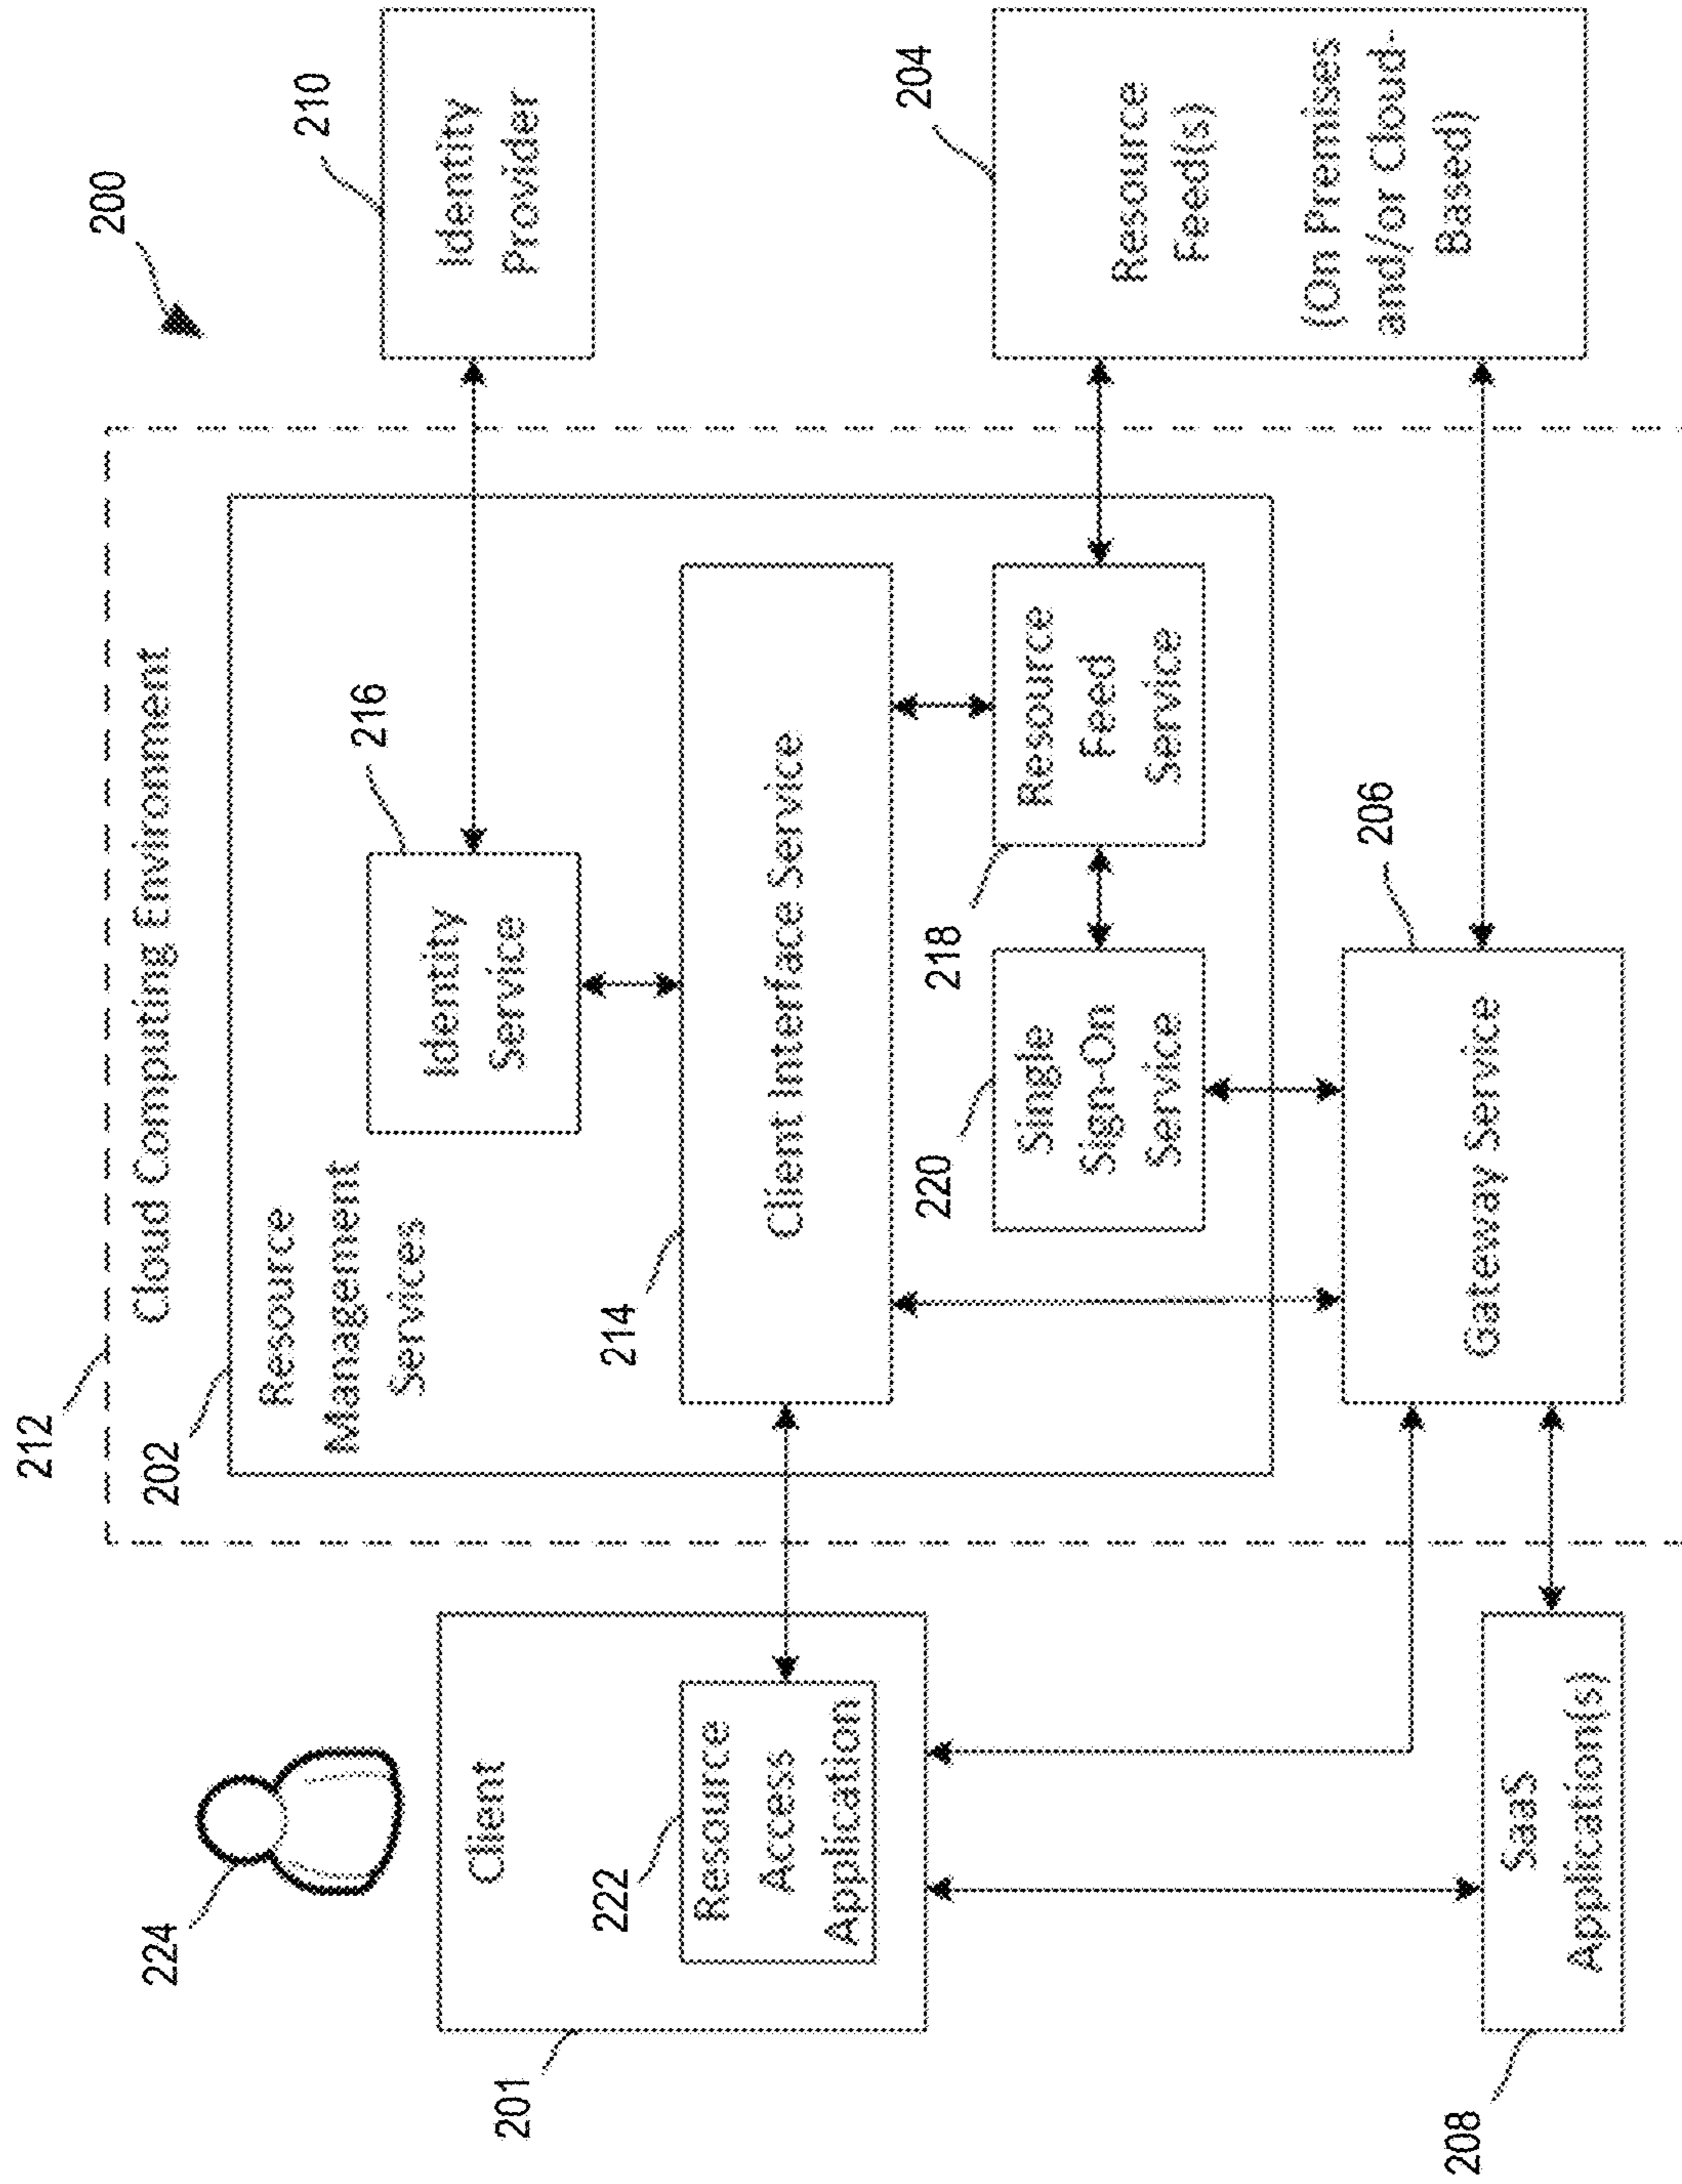 200
212
Cloud Computing Environment
202
Resource
Management
Services
216
Identity
Service
210
Identity
Provider
224
201
Client
222
Resource
Access
Application
214
Client Interface Service
220
Single
Sign-On
Service
218
Resource
Feed
Service
204
Resource
Feed(s)
(On Premises
and/or Cloud-
Based)
208
SaaS
Application(s)
206
Gateway Service